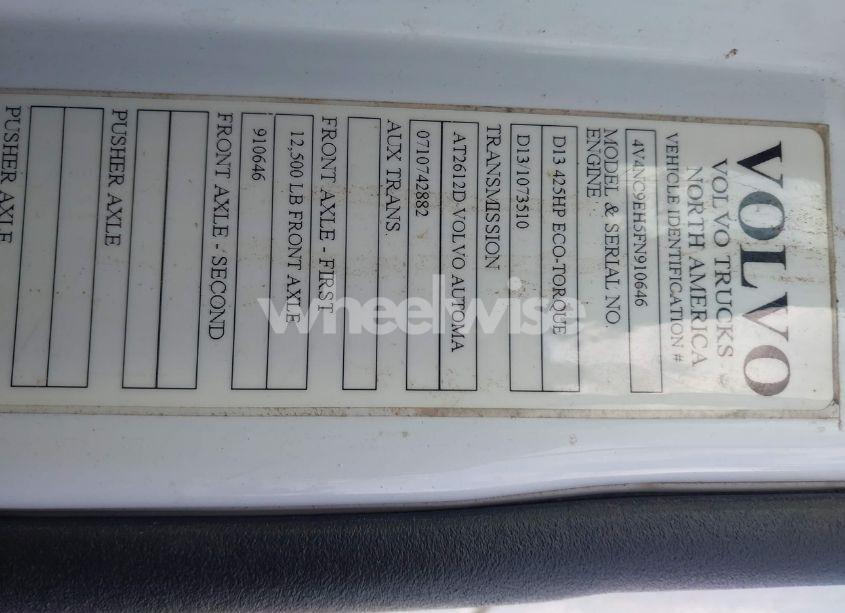 VOLVO
VOLVO TRUCKS
NORTH AMERICA
VEHICLE IDENTIFICATION #
4V4NC9EH5FN910646
MODEL & SERIAL NO.
ENGINE
D13 425HP ECO-TORQUE
D13/1073510
TRANSMISSION
AT2612D-VOLVO AUTOMA
0710742882
AUX TRANS.
FRONT AXLE - FIRST
12,500 LB FRONT AXLE
910646
FRONT AXLE - SECOND
PUSHER AXLE
PUSHER AXLE
wheelwise